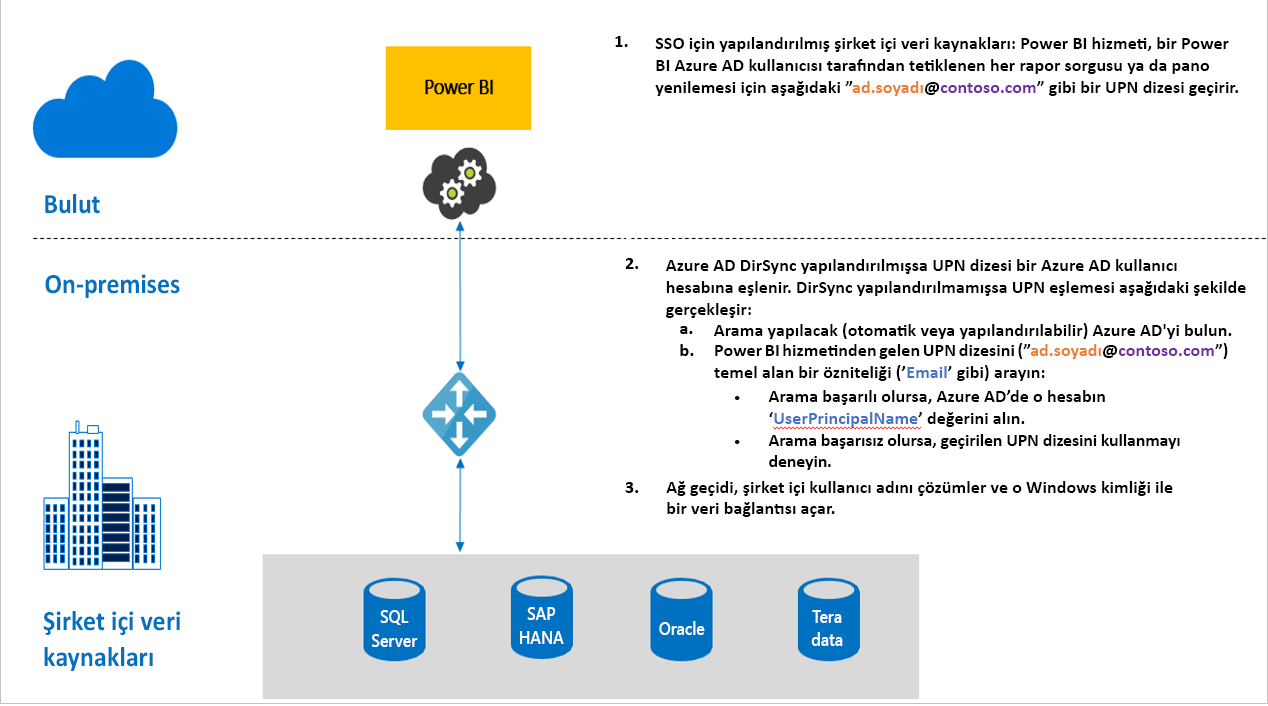 Power BI
Bulut
1. SSO için yapılandırılmış şirket içi veri kaynakları: Power BI hizmeti, bir Power
BI Azure AD kullanıcısı tarafından tetiklenen her rapor sorgusu ya da pano
yenilemesi için aşağıdaki ”ad.soyadı@contoso.com” gibi bir UPN dizesi geçirir.
On-premises
2. Azure AD DirSync yapılandırılmışsa UPN dizesi bir Azure AD kullanıcı
hesabına eşlenir. DirSync yapılandırılmamışsa UPN eşlemesi aşağıdaki şekilde
gerçekleşir:
a. Arama yapılacak (otomatik veya yapılandırılabilir) Azure AD'yi bulun.
b. Power BI hizmetinden gelen UPN dizesini (”ad.soyadı@contoso.com”)
temel alan bir özniteliği (’Email’ gibi) arayın:
• Arama başarılı olursa, Azure AD’de o hesabın
‘UserPrincipalName’ değerini alın.
• Arama başarısız olursa, geçirilen UPN dizesini kullanmayı
deneyin.
3. Ağ geçidi, şirket içi kullanıcı adını çözümler ve o Windows kimliği ile
bir veri bağlantısı açar.
Şirket içi veri
kaynakları
SQL
Server
SAP
HANA
Oracle
Tera
data